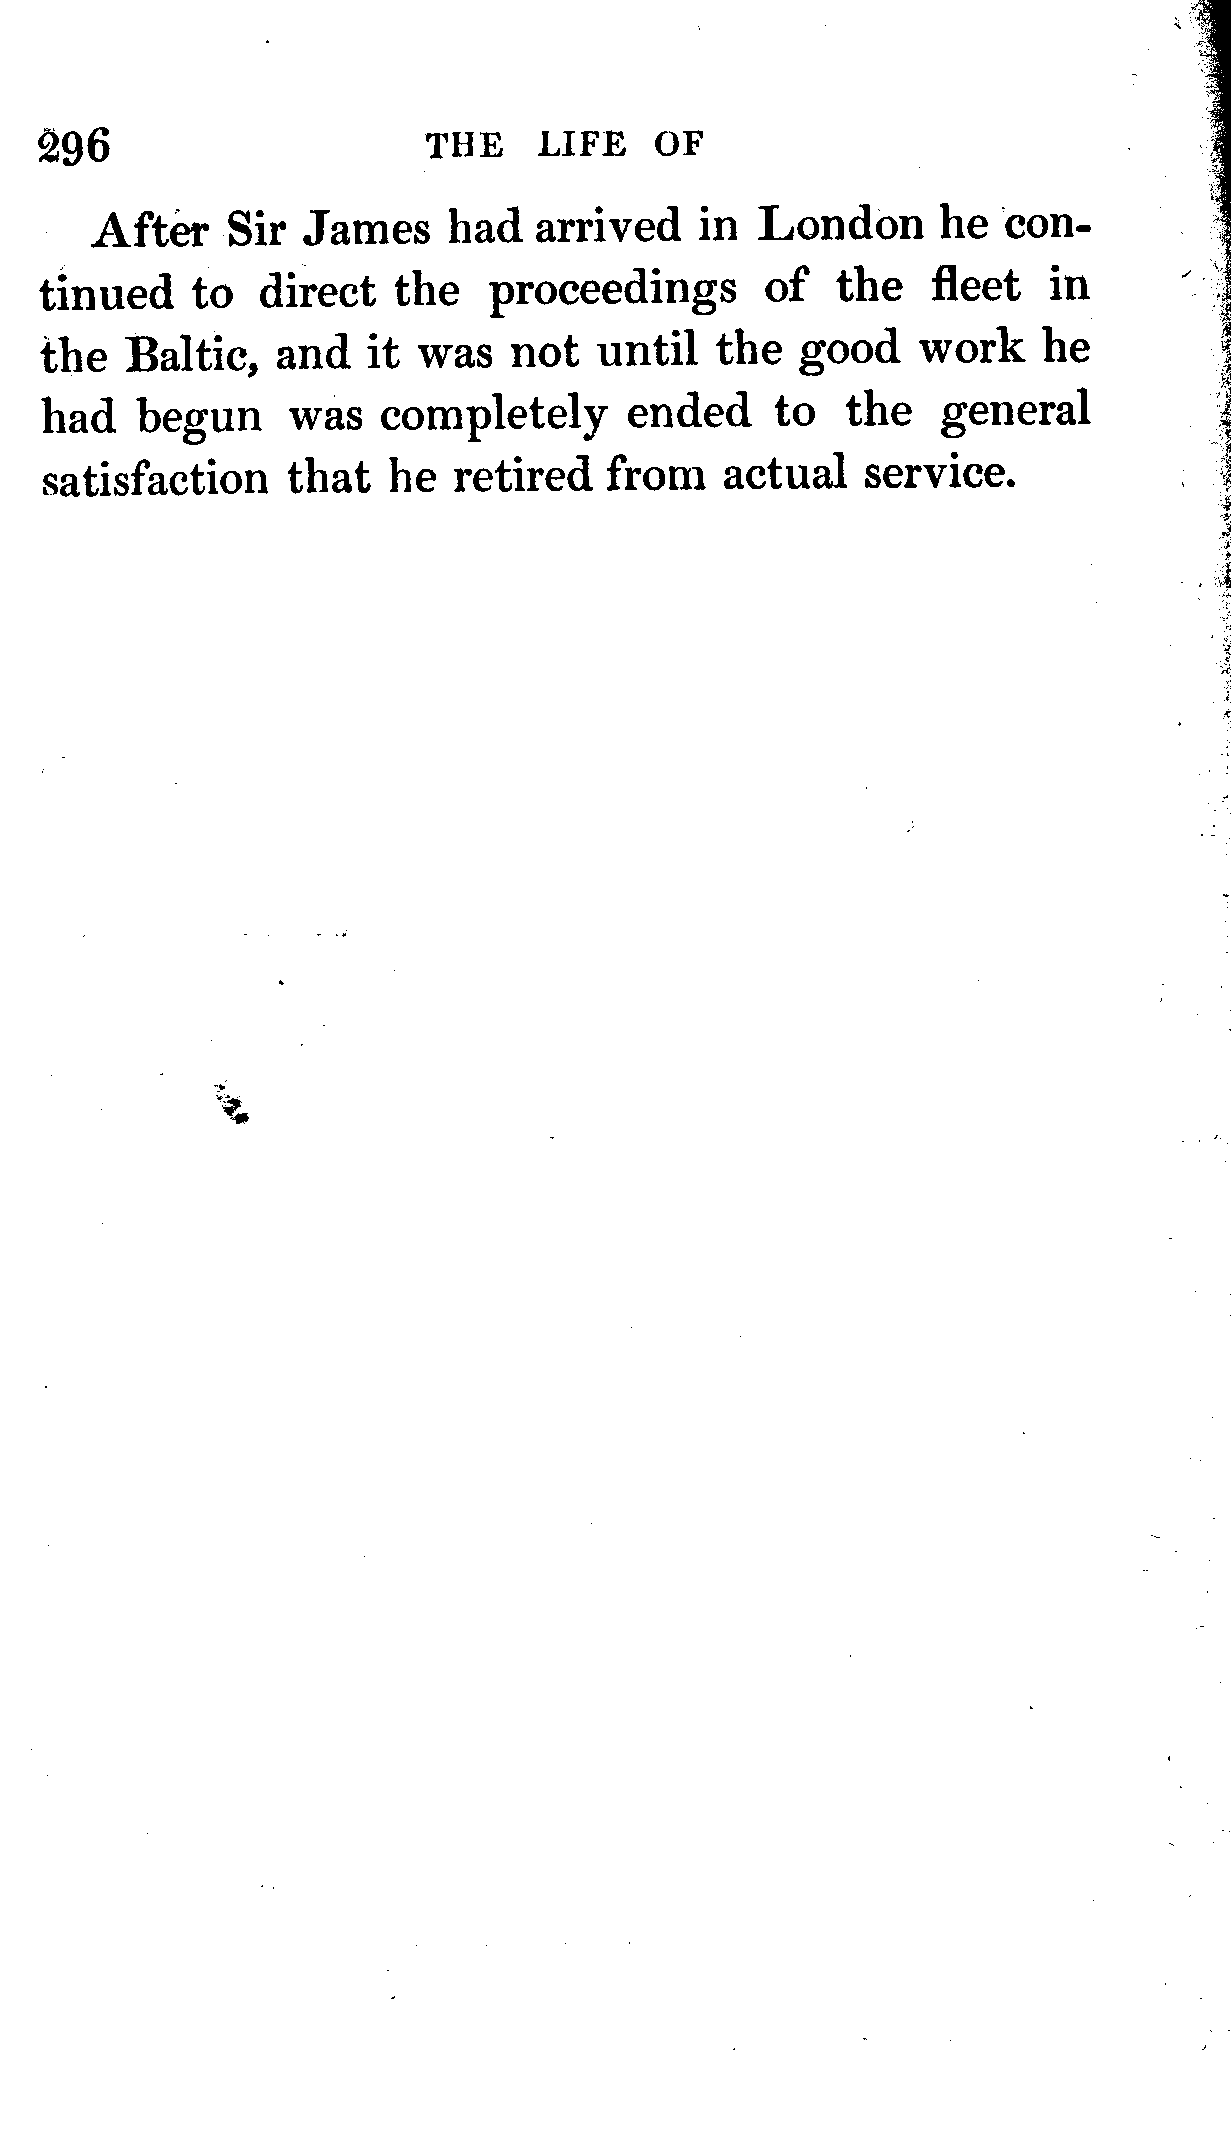 296 THE LIFE OF
After Sir James had arrived in London he con-
tinued to direct the proceedings of the fleet in
the Baltic, and it was not until the good work he
had begun was completely ended to the general
satisfaction that he retired from actual service.